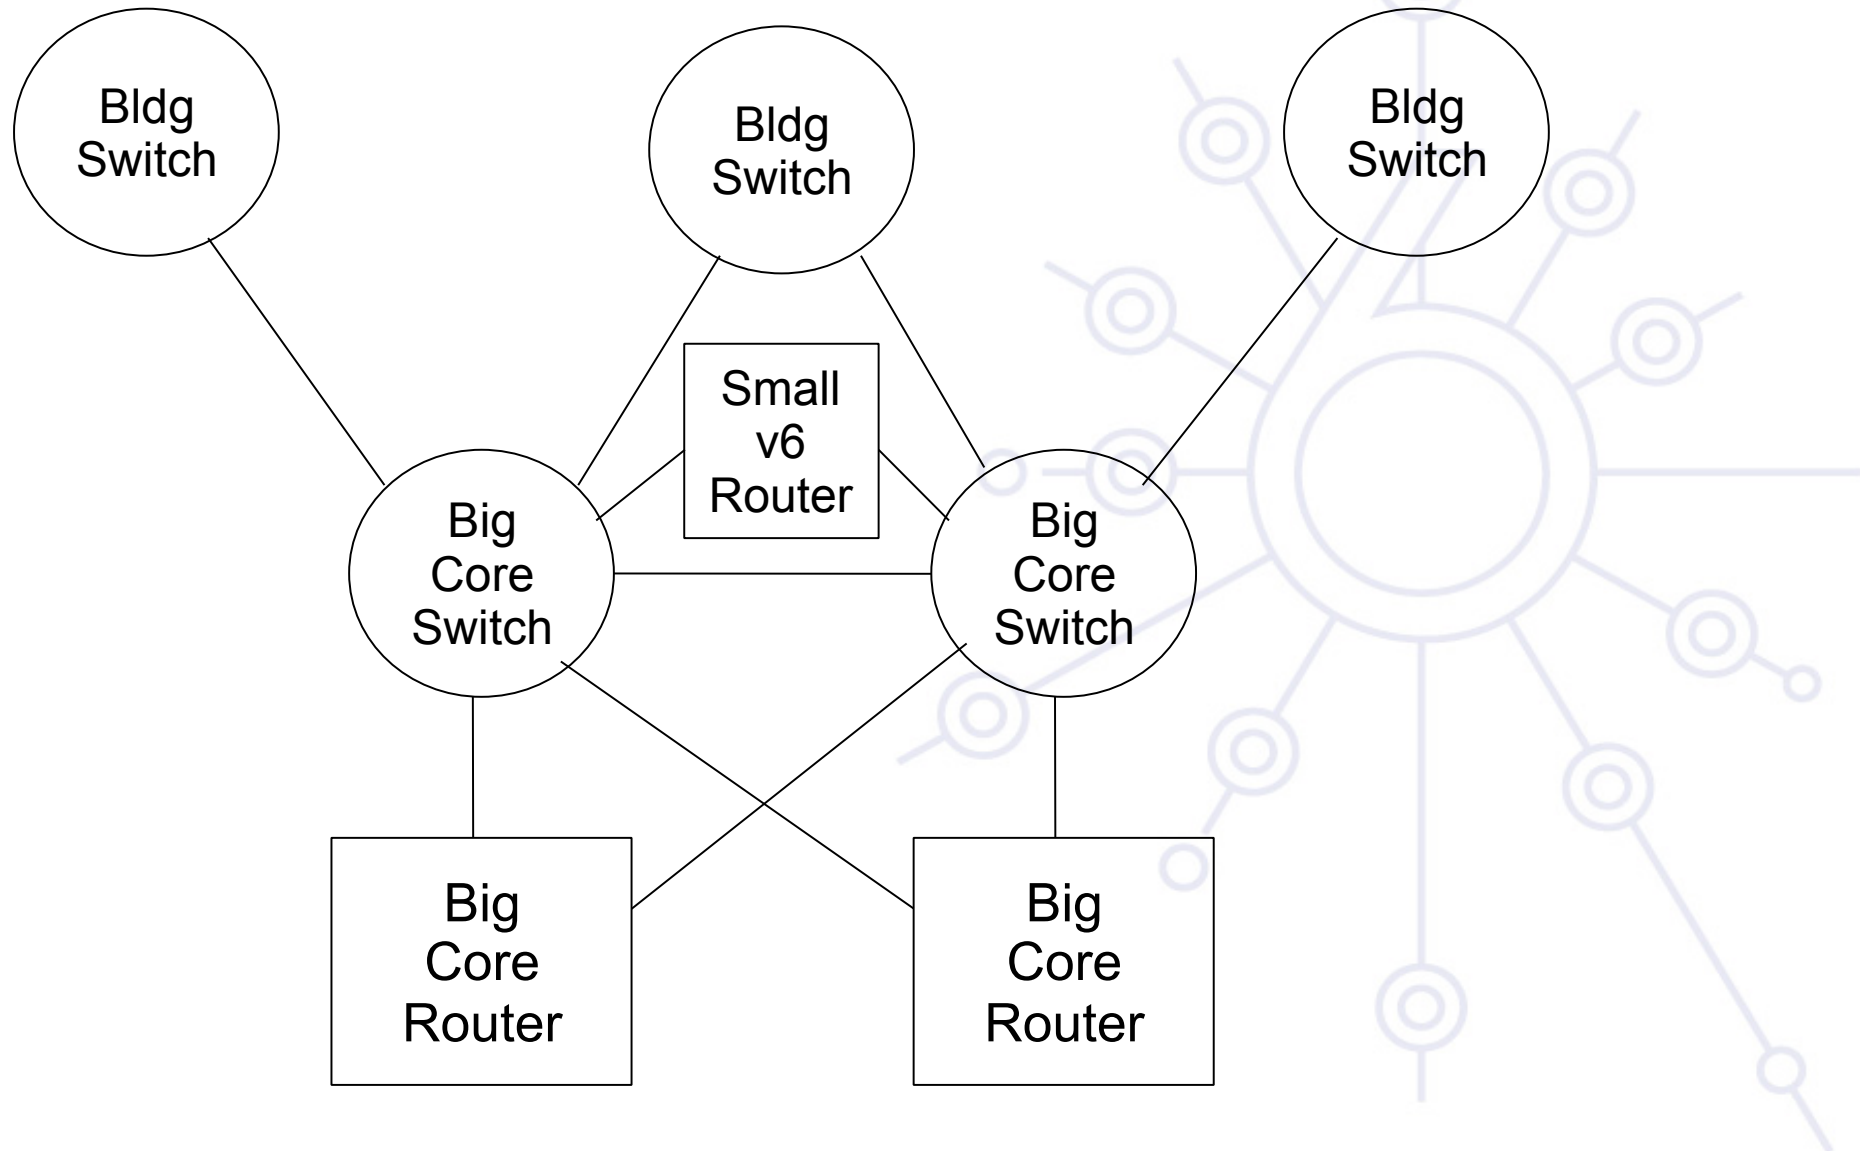 Bldg
Switch
Bldg
Switch
Bldg
Switch
Small
v6
Router
Big
Core
Switch
Big
Core
Switch
Big
Core
Router
Big
Core
Router